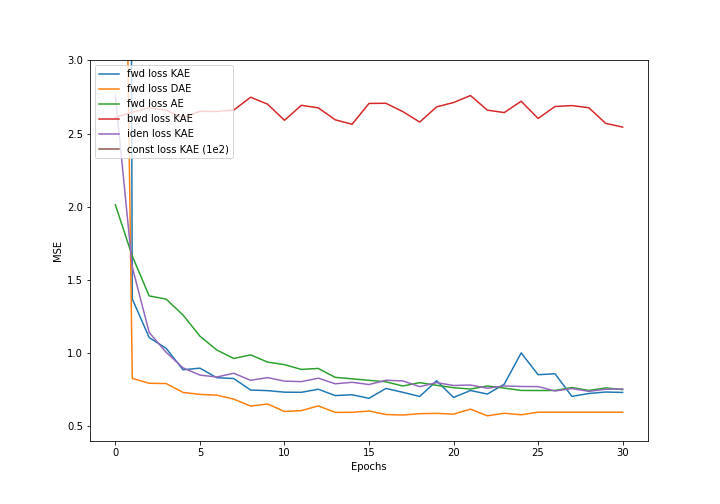 3.0
2.5
2.0
1.5
1.0
0.5
MSE
fwd loss KAE
fwd loss DAE
fwd loss AE
bwd loss KAE
iden loss KAE
const loss KAE (1e2)
0 5 10 15 20 25 30
Epochs